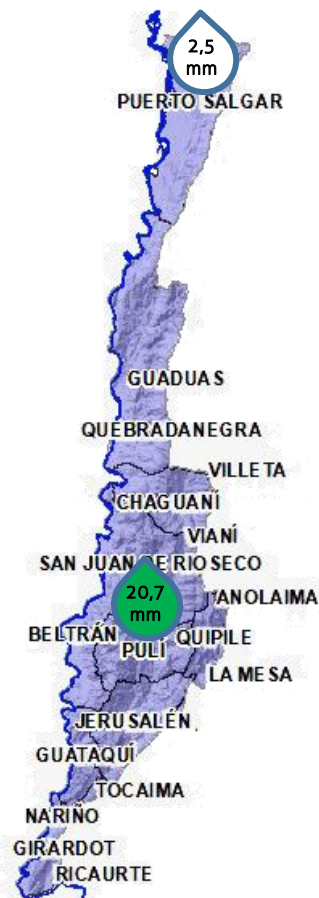 2,5
mm
PUERTO SALGAR
GUADUAS
QUEBRADANEGRA
VILLETA
CHAGUANÍ
VIANÍ
SAN JUAN DE RIOSECO
20,7
mm
ANOLAIMA
BELTRÁN
QUIPILE
PULÍ
LA MESA
JERUSALÉN
GUATAQUÍ
TOCAIMA
NARIÑO
GIRARDOT
RICAURTE